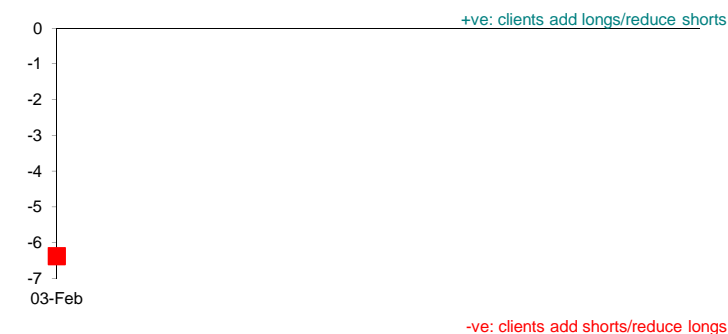 +ve: clients add longs/reduce shorts
0
-1
-2
-3
-4
-5
-6
-7
03-Feb
-ve: clients add shorts/reduce longs